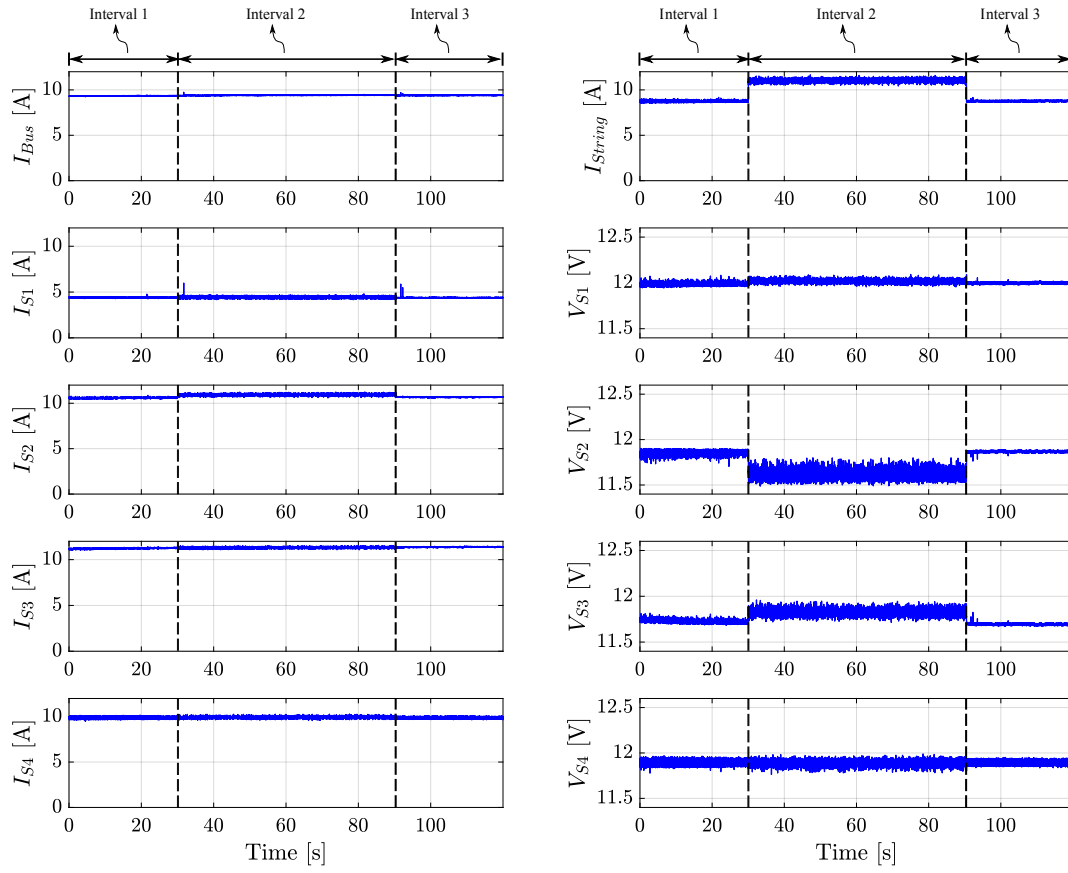 Interval 1 Interval 2 Interval 3
Interval 1 Interval 2 Interval 3
I_Bus [A]
10
5
0
0 20 40 60 80 100
I_String [A]
10
5
0
0 20 40 60 80 100
I_S1 [A]
10
5
0
0 20 40 60 80 100
V_S1 [V]
12.5
12
11.5
0 20 40 60 80 100
I_S2 [A]
10
5
0
0 20 40 60 80 100
V_S2 [V]
12.5
12
11.5
0 20 40 60 80 100
I_S3 [A]
10
5
0
0 20 40 60 80 100
V_S3 [V]
12.5
12
11.5
0 20 40 60 80 100
I_S4 [A]
10
5
0
0 20 40 60 80 100
Time [s]
V_S4 [V]
12.5
12
11.5
0 20 40 60 80 100
Time [s]